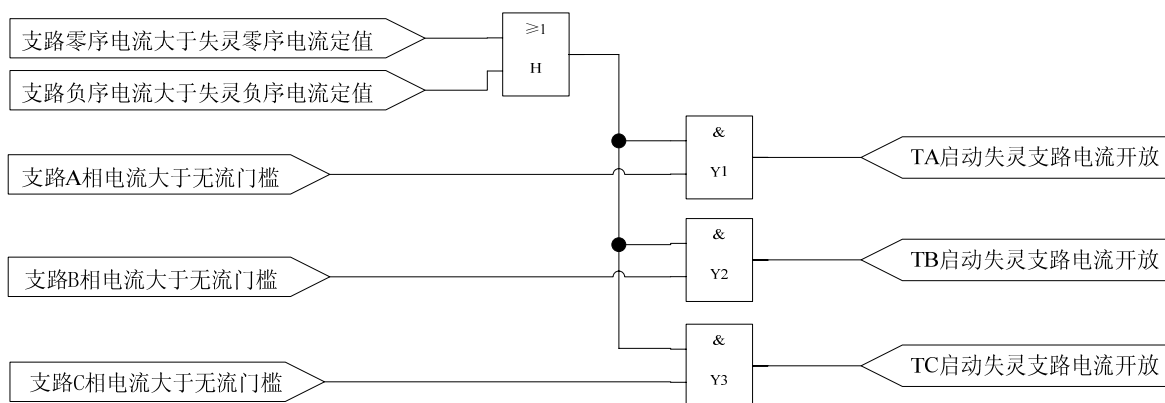 支路零序电流大于失灵零序电流定值
支路负序电流大于失灵负序电流定值
≥1
H
支路A相电流大于无流门槛
&
Y1
TA启动失灵支路电流开放
支路B相电流大于无流门槛
&
Y2
TB启动失灵支路电流开放
支路C相电流大于无流门槛
&
Y3
TC启动失灵支路电流开放